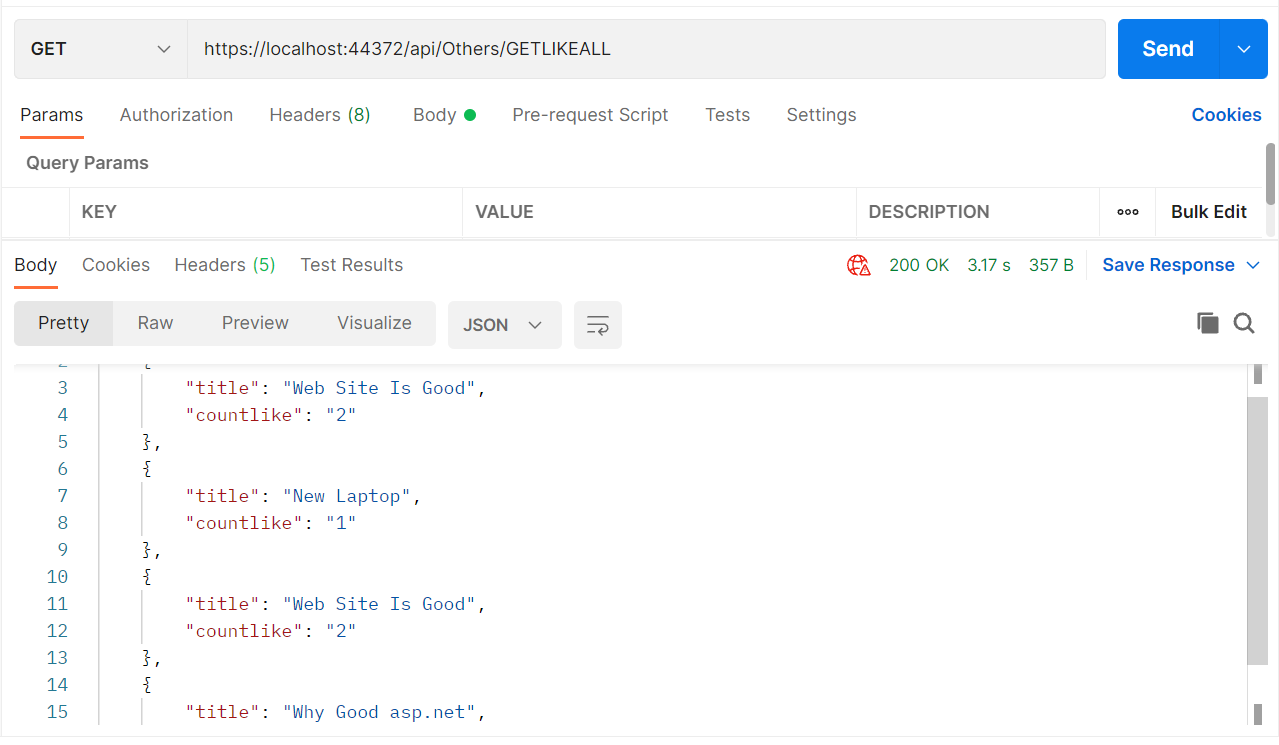 GET https://localhost:44372/api/Others/GETLIKEALL Send
Params Authorization Headers (8) Body Pre-request Script Tests Settings Cookies
Query Params
KEY VALUE DESCRIPTION ooo Bulk Edit
Body Cookies Headers (5) Test Results 200 OK 3.17 s 357 B Save Response
Pretty Raw Preview Visualize JSON
2 {
3 "title": "Web Site Is Good",
4 "countlike": "2"
5 },
6 {
7 "title": "New Laptop",
8 "countlike": "1"
9 },
10 {
11 "title": "Web Site Is Good",
12 "countlike": "2"
13 },
14 {
15 "title": "Why Good asp.net",